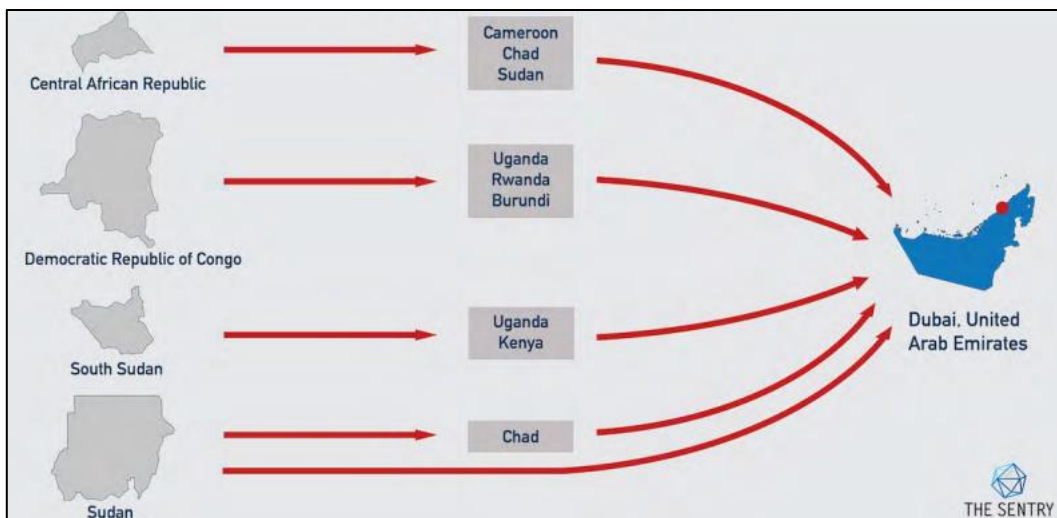 Central African Republic
Cameroon
Chad
Sudan
Democratic Republic of Congo
Uganda
Rwanda
Burundi
South Sudan
Uganda
Kenya
Sudan
Chad
Dubai, United
Arab Emirates
THE SENTRY